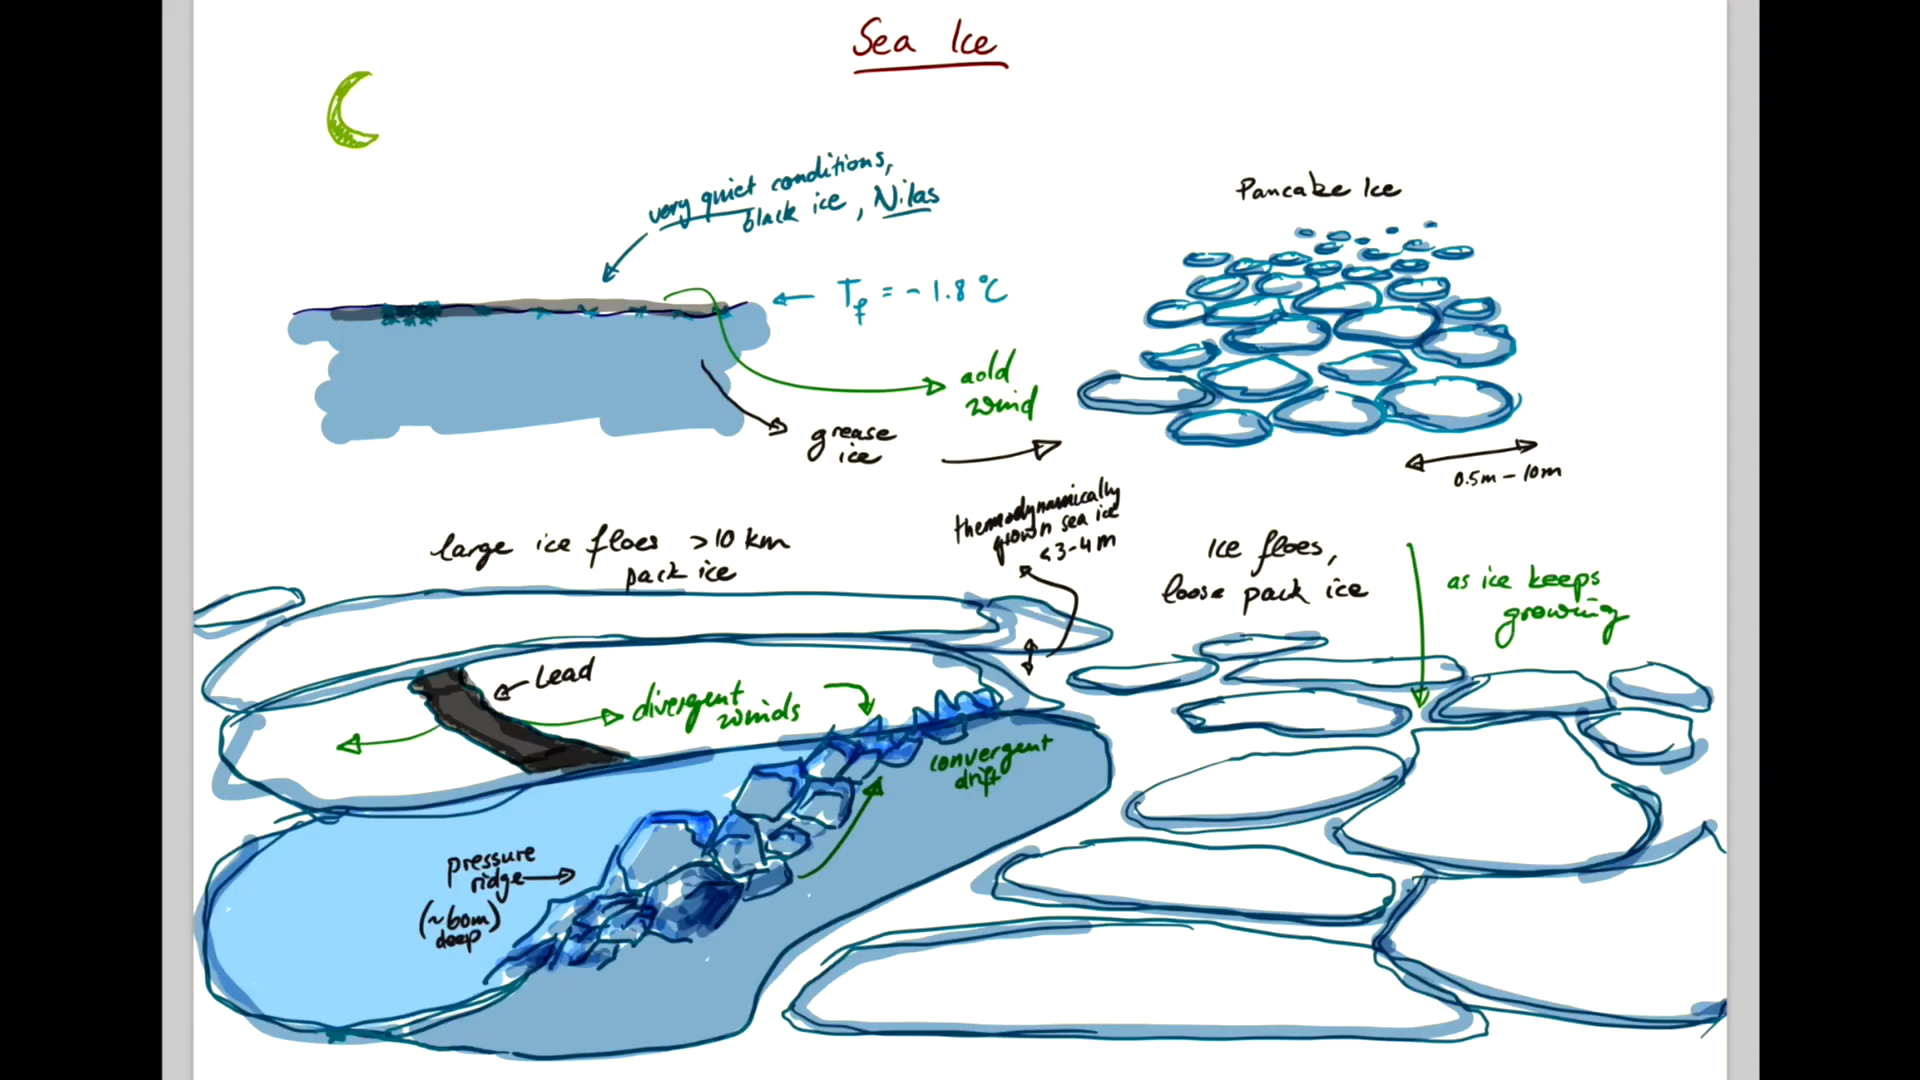 Sea Ice
very quiet conditions,
black ice, Nilas
Pancake Ice
Tf = -1.8 °C
add
wind
grease
ice
0.5m - 10m
thermodynamically
grown sea ice
<3-4m
large ice floes >10 km
pack ice
Ice floes,
loose pack ice
as ice keeps
growing
Lead
divergent
winds
convergent
drift
pressure
ridge
(~60m)
deep